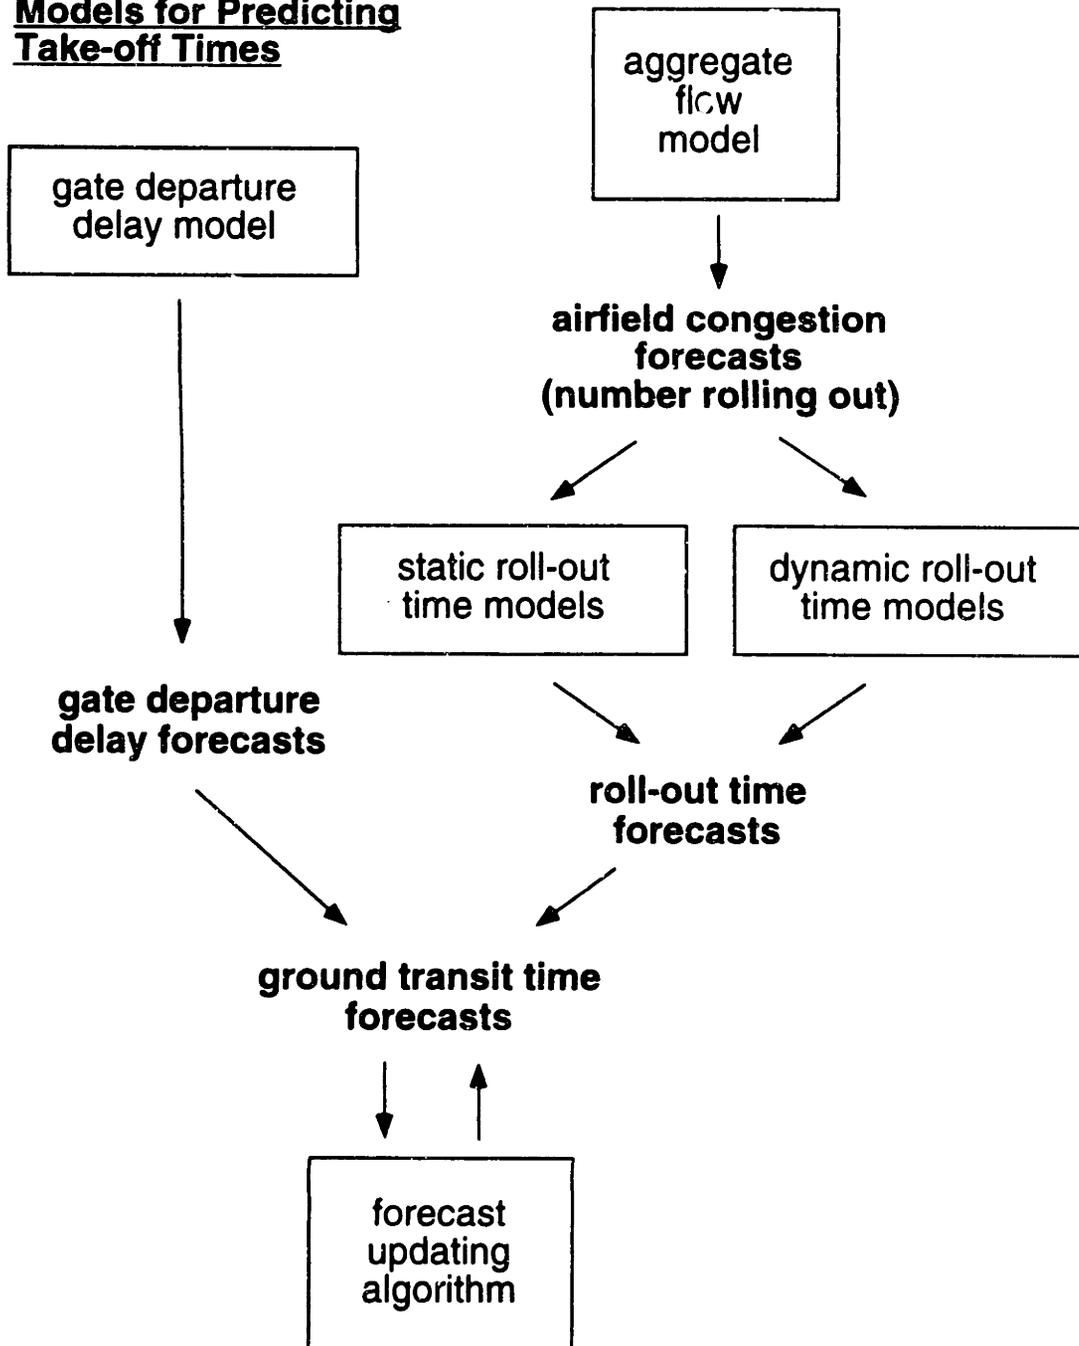 Models for Predicting
Take-off Times
aggregate
flow
model
gate departure
delay model
airfield congestion
forecasts
(number rolling out)
static roll-out
time models
dynamic roll-out
time models
gate departure
delay forecasts
roll-out time
forecasts
ground transit time
forecasts
forecast
updating
algorithm